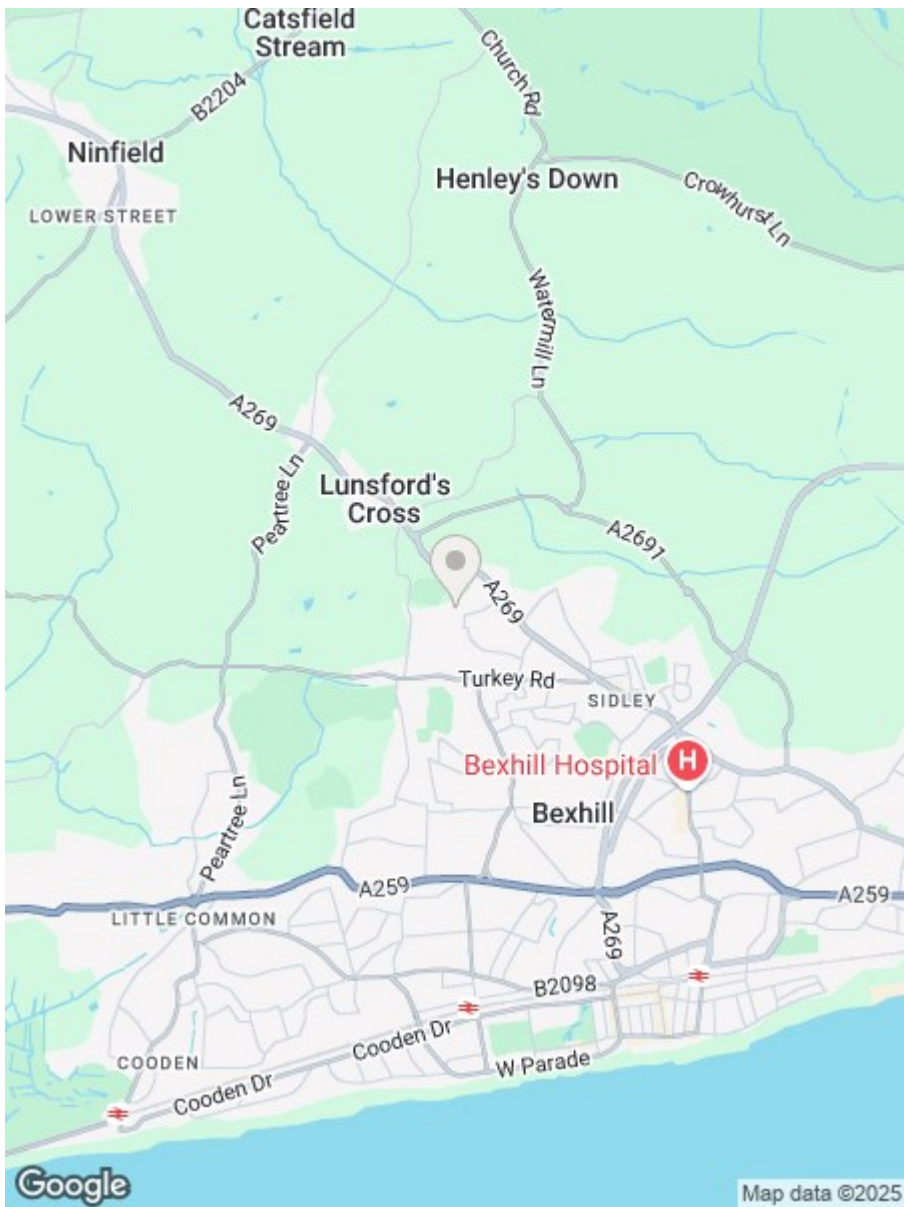 Catsfield
Stream
Church Rd
B2204
Ninfield
Henley's Down
Crowhurst Ln
LOWER STREET
Watermill Ln
A269
Peartree Ln
Lunsford's
Cross
A2691
A269
Turkey Rd
SIDLEY
Bexhill Hospital
H
Bexhill
Peartree Ln
A259
A259
LITTLE COMMON
A269
B2098
Cooden Dr
W Parade
COODEN
Cooden Dr
Google
Map data ©2025